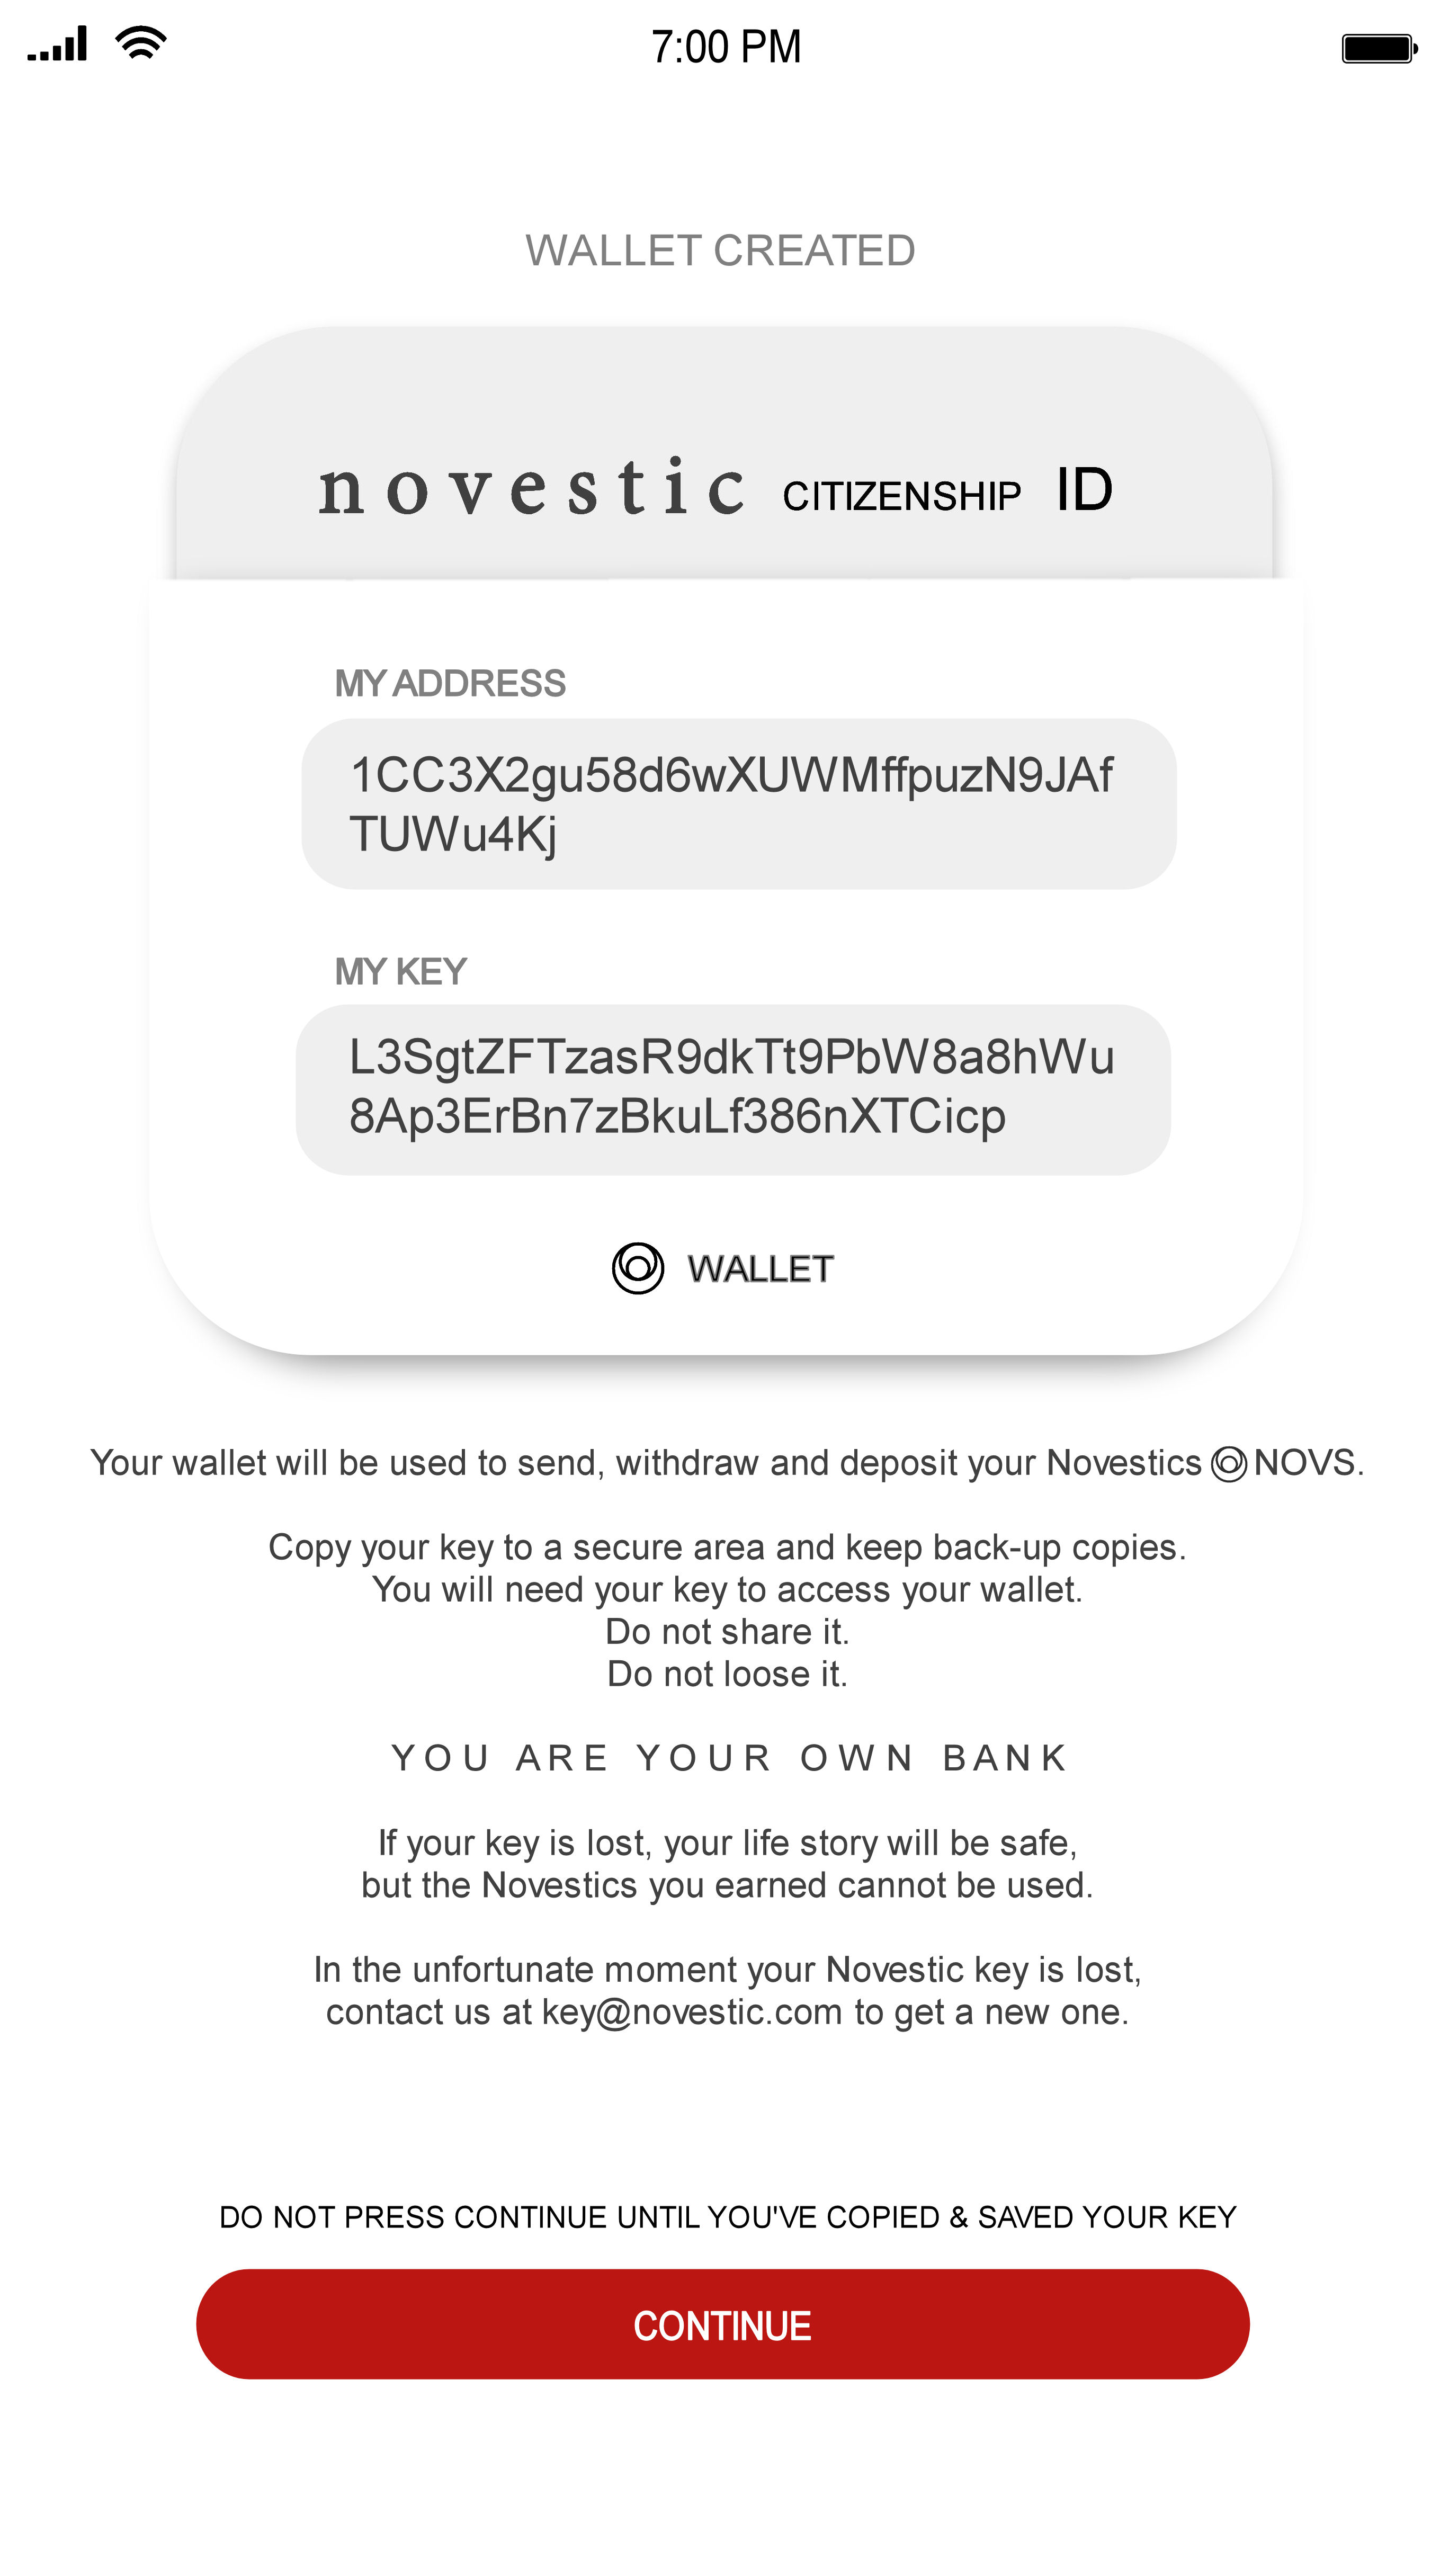 7:00 PM
WALLET CREATED
novestic CITIZENSHIP ID
MY ADDRESS
1CC3X2gu58d6wXUWMffpuzN9JAf
TUWu4Kj
MY KEY
L3SgtZFTzasR9dkTt9PbW8a8hWu
8Ap3ErBn7zBkuLf386nXTCicp
WALLET
Your wallet will be used to send, withdraw and deposit your Novestics NOVS.
Copy your key to a secure area and keep back-up copies.
You will need your key to access your wallet.
Do not share it.
Do not loose it.
YOU ARE YOUR OWN BANK
If your key is lost, your life story will be safe,
but the Novestics you earned cannot be used.
In the unfortunate moment your Novestic key is lost,
contact us at key@novestic.com to get a new one.
DO NOT PRESS CONTINUE UNTIL YOU'VE COPIED & SAVED YOUR KEY
CONTINUE